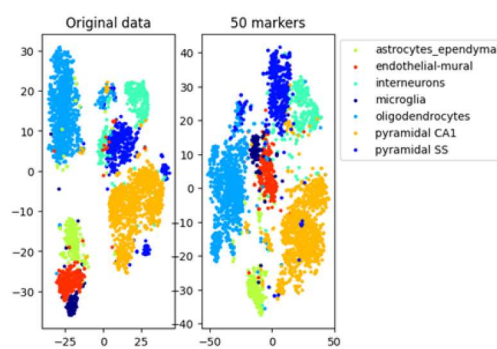 Original data
50 markers
30
20
10
0
−10
−20
−30
−25
0
25
40
30
20
10
0
−10
−20
−30
−40
−50
0
50
astrocytes_ependymal
endothelial-mural
interneurons
microglia
oligodendrocytes
pyramidal CA1
pyramidal SS